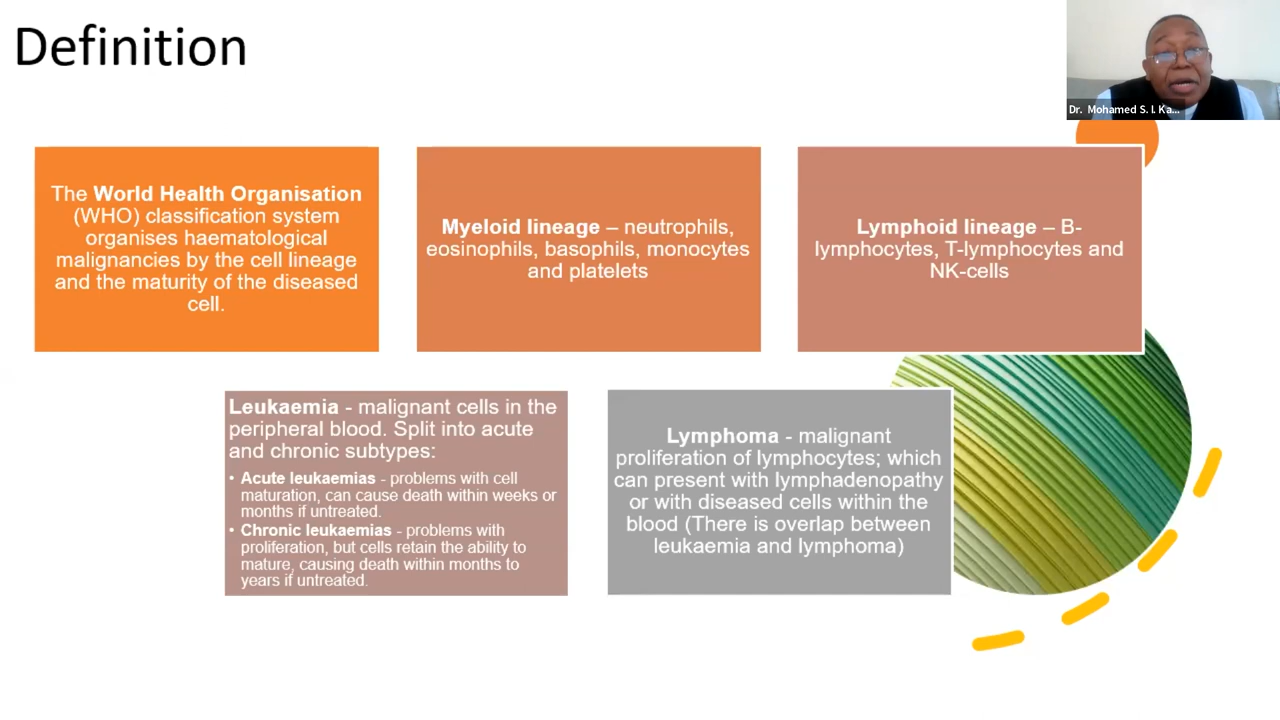 Definition
Dr. Mohamed S. I. Ka...
The World Health Organisation
(WHO) classification system
organises haematological
malignancies by the cell lineage
and the maturity of the diseased
cell.
Myeloid lineage – neutrophils,
eosinophils, basophils, monocytes
and platelets
Lymphoid lineage – B-
lymphocytes, T-lymphocytes and
NK-cells
Leukaemia - malignant cells in the
peripheral blood. Split into acute
and chronic subtypes:
• Acute leukaemias - problems with cell
maturation, can cause death within weeks or
months if untreated.
• Chronic leukaemias - problems with
proliferation, but cells retain the ability to
mature, causing death within months to
years if untreated.
Lymphoma - malignant
proliferation of lymphocytes; which
can present with lymphadenopathy
or with diseased cells within the
blood (There is overlap between
leukaemia and lymphoma)